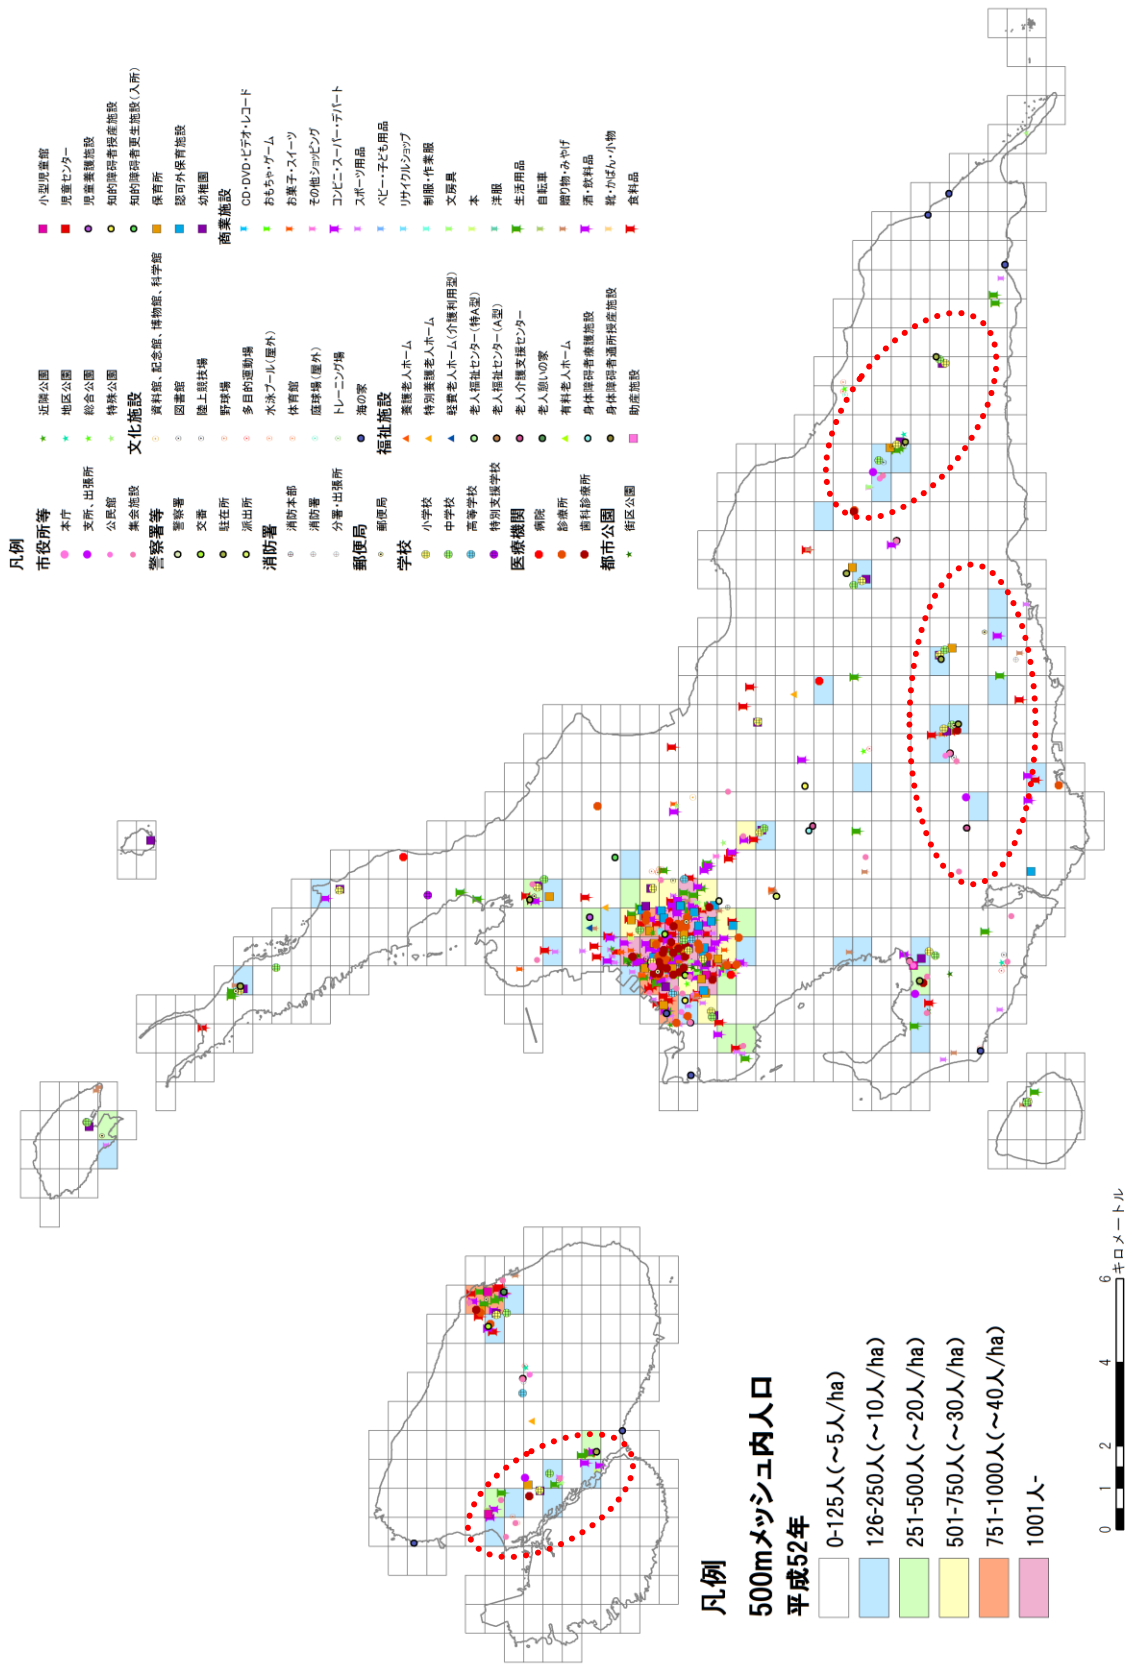 凡例
市役所等
本庁
支所、出張所
公民館
集会施設
警察署等
警察署
交番
駐在所
派出所
消防署
消防本部
消防署
分署・出張所
郵便局
郵便局
学校
小学校
中学校
高等学校
特別支援学校
医療機関
病院
診療所
歯科診療所
都市公園
街区公園
近隣公園
地区公園
総合公園
特殊公園
文化施設
資料館、記念館、博物館、科学館
図書館
陸上競技場
野球場
多目的運動場
水泳プール(屋外)
体育館
庭球場(屋外)
トレーニング場
海の家
福祉施設
養護老人ホーム
特別養護老人ホーム
軽費老人ホーム(介護利用型)
老人福祉センター(特A型)
老人福祉センター(A型)
老人介護支援センター
老人憩いの家
有料老人ホーム
身体障碍者療護施設
身体障碍者通所授産施設
助産施設
小型児童館
児童センター
児童養護施設
知的障碍者授産施設
知的障碍者更生施設(入所)
保育所
認可外保育施設
幼稚園
商業施設
CD・DVD・ビデオ・レコード
おもちゃ・ゲーム
お菓子・スイーツ
その他ショッピング
コンビニ・スーパー・デパート
スポーツ用品
ベビー・子ども用品
リサイクルショップ
制服・作業服
文房具
本
洋服
生活用品
自転車
贈り物・みやげ
酒・飲料品
靴・かばん・小物
食料品
凡例
500mメッシュ内人口
平成52年
0-125人(~5人/ha)
126-250人(~10人/ha)
251-500人(~20人/ha)
501-750人(~30人/ha)
751-1000人(~40人/ha)
1001人-
0 1 2 4 6
キロメートル